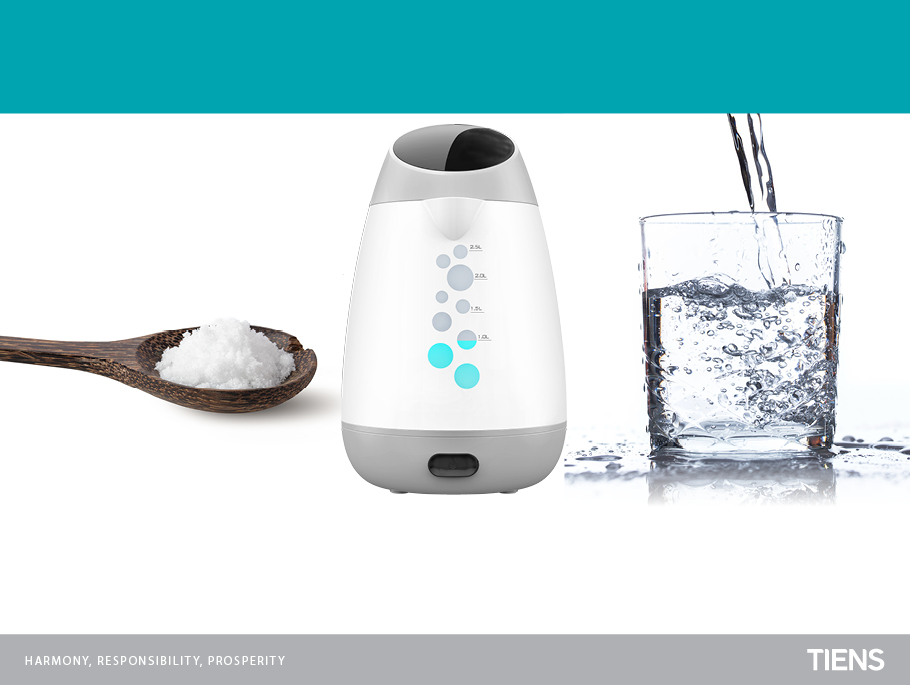 2.5L
2.0L
1.5L
1.0L
HARMONY, RESPONSIBILITY, PROSPERITY
TIENS